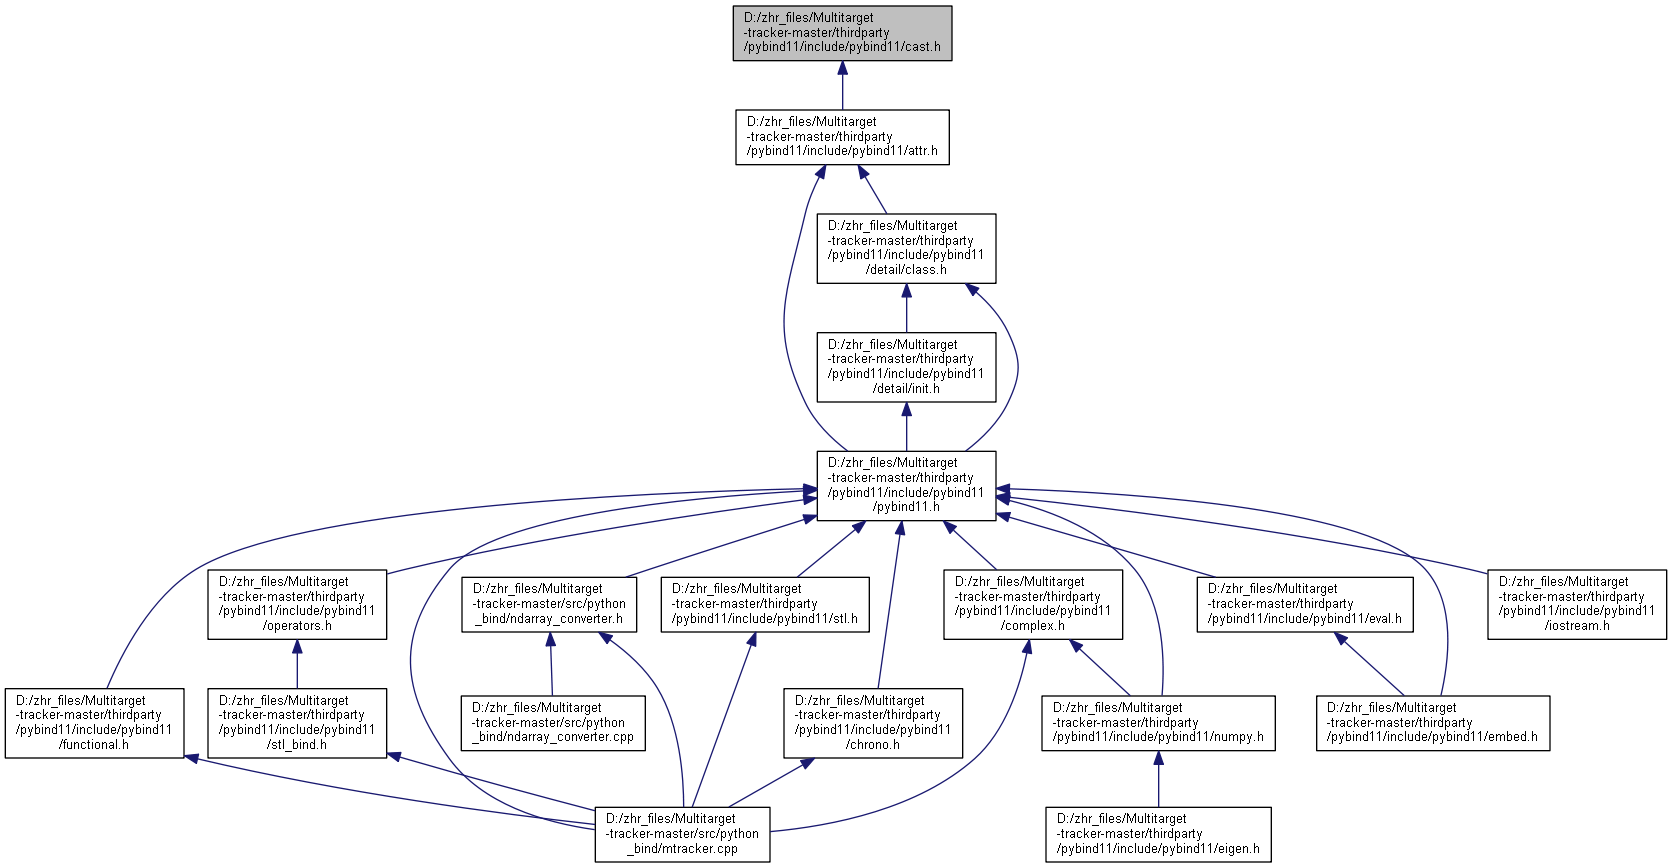 D:/zhr_files/Multitarget
-tracker-master/thirdparty
/pybind11/include/pybind11/cast.h
D:/zhr_files/Multitarget
-tracker-master/thirdparty
/pybind11/include/pybind11/attr.h
D:/zhr_files/Multitarget
-tracker-master/thirdparty
/pybind11/include/pybind11
/detail/class.h
D:/zhr_files/Multitarget
-tracker-master/thirdparty
/pybind11/include/pybind11
/detail/init.h
D:/zhr_files/Multitarget
-tracker-master/thirdparty
/pybind11/include/pybind11
/pybind11.h
D:/zhr_files/Multitarget
-tracker-master/thirdparty
/pybind11/include/pybind11
/operators.h
D:/zhr_files/Multitarget
-tracker-master/src/python
_bind/ndarray_converter.h
D:/zhr_files/Multitarget
-tracker-master/thirdparty
/pybind11/include/pybind11/stl.h
D:/zhr_files/Multitarget
-tracker-master/thirdparty
/pybind11/include/pybind11
/complex.h
D:/zhr_files/Multitarget
-tracker-master/thirdparty
/pybind11/include/pybind11/eval.h
D:/zhr_files/Multitarget
-tracker-master/thirdparty
/pybind11/include/pybind11
/iostream.h
D:/zhr_files/Multitarget
-tracker-master/thirdparty
/pybind11/include/pybind11
/functional.h
D:/zhr_files/Multitarget
-tracker-master/thirdparty
/pybind11/include/pybind11
/stl_bind.h
D:/zhr_files/Multitarget
-tracker-master/src/python
_bind/ndarray_converter.cpp
D:/zhr_files/Multitarget
-tracker-master/thirdparty
/pybind11/include/pybind11
/chrono.h
D:/zhr_files/Multitarget
-tracker-master/thirdparty
/pybind11/include/pybind11/numpy.h
D:/zhr_files/Multitarget
-tracker-master/thirdparty
/pybind11/include/pybind11/embed.h
D:/zhr_files/Multitarget
-tracker-master/src/python
_bind/mtracker.cpp
D:/zhr_files/Multitarget
-tracker-master/thirdparty
/pybind11/include/pybind11/eigen.h